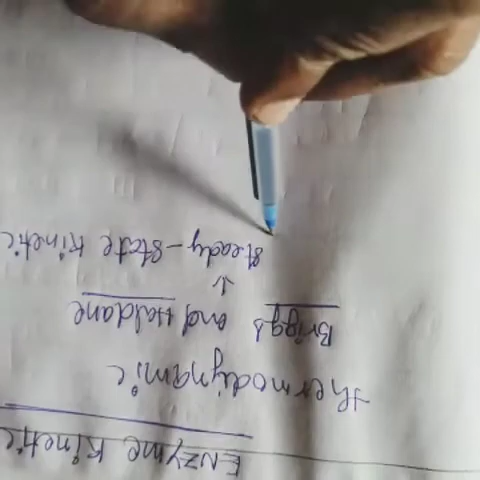 ENZYME Kinetic
thermodynamic
Briggs and Haldane
↓
steady-state kinetic